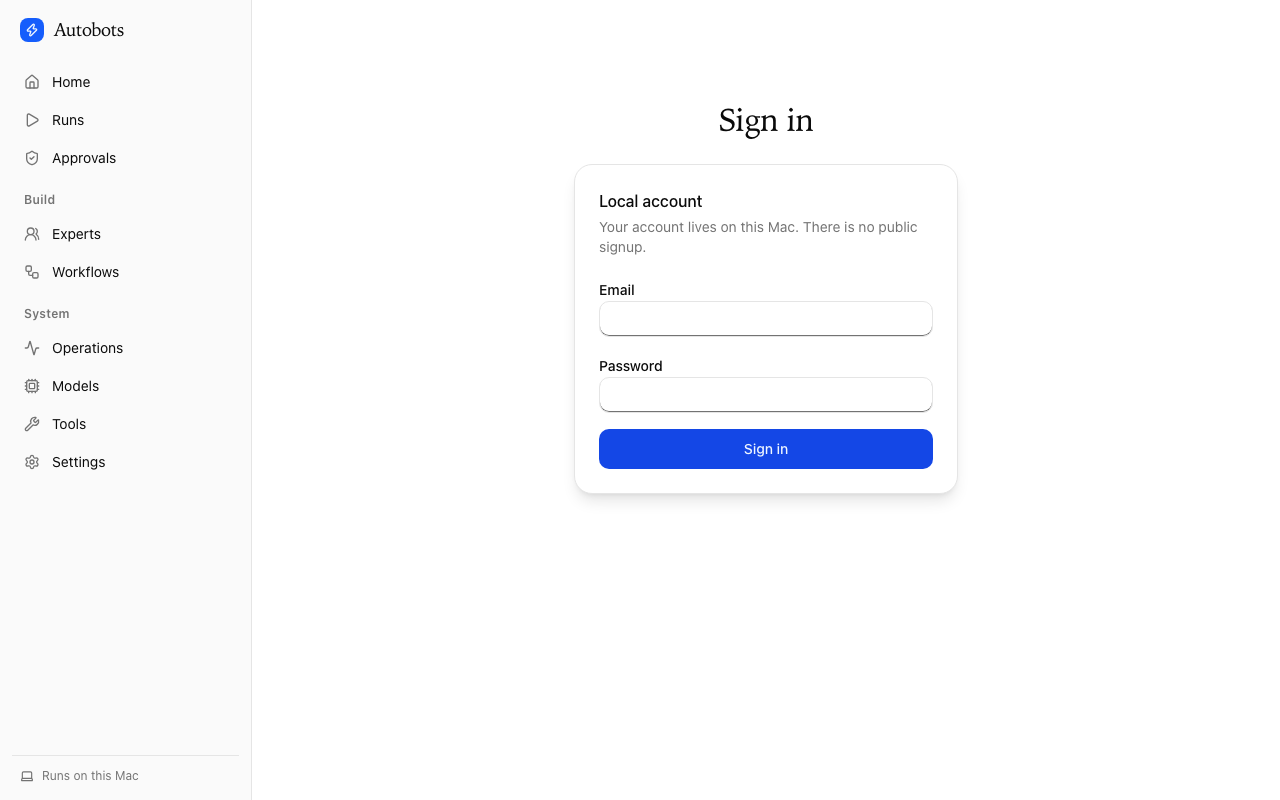 Autobots
Home
Runs
Approvals
Build
Experts
Workflows
System
Operations
Models
Tools
Settings
Runs on this Mac
Sign in
Local account
Your account lives on this Mac. There is no public
signup.
Email
Password
Sign in